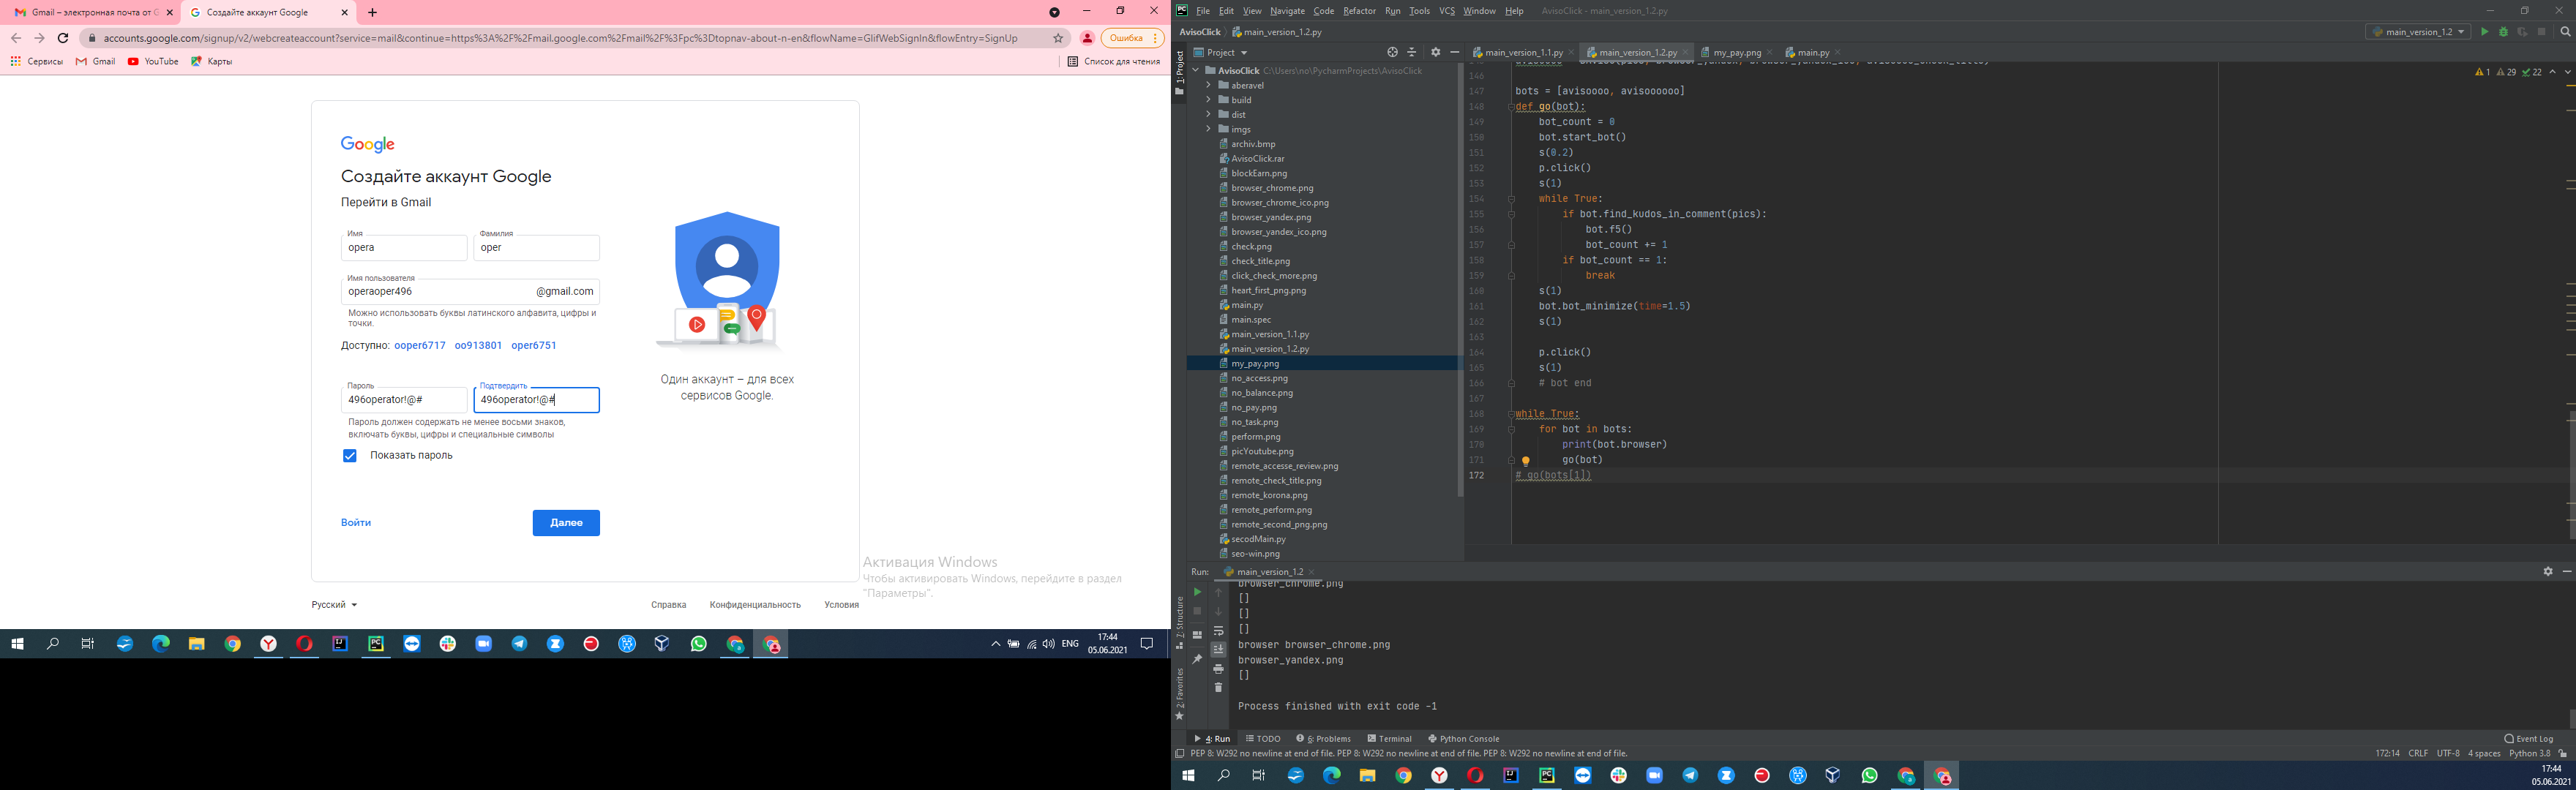 Gmail – электронная почта от G
Создайте аккаунт Google
accounts.google.com/signup/v2/webcreateaccount?service=mail&continue=https%3A%2F%2Fmail.google.com%2Fmail%2F%3Fpc%3Dtopnav-about-n-en&flowName=GlifWebSignIn&flowEntry=SignUp
Ошибка
Сервисы
Gmail
YouTube
Карты
Список для чтения
Google
Создайте аккаунт Google
Перейти в Gmail
Имя
Фамилия
opera
oper
Имя пользователя
operaoper496
@gmail.com
Можно использовать буквы латинского алфавита, цифры и
точки.
Доступно: ooper6717 oo913801 oper6751
Пароль
Подтвердить
496operator!@#
496operator!@#
Пароль должен содержать не менее восьми знаков,
включать буквы, цифры и специальные символы
Показать пароль
Войти
Далее
Один аккаунт – для всех
сервисов Google.
Активация Windows
Чтобы активировать Windows, перейдите в раздел
"Параметры".
Русский
Справка
Конфиденциальность
Условия
ENG
17:44
05.06.2021
File Edit View Navigate Code Refactor Run Tools VCS Window Help
AvisoClick - main_version_1.2.py
AvisoClick
main_version_1.2.py
main_version_1.2
Project
main_version_1.1.py
main_version_1.2.py
my_pay.png
main.py
1: Project
AvisoClick C:\Users\no\PycharmProjects\AvisoClick
aberavel
build
dist
imgs
archiv.bmp
AvisoClick.rar
blockEarn.png
browser_chrome.png
browser_chrome_ico.png
browser_yandex.png
browser_yandex_ico.png
check.png
check_title.png
click_check_more.png
heart_first_png.png
main.py
main.spec
main_version_1.1.py
main_version_1.2.py
my_pay.png
no_access.png
no_balance.png
no_pay.png
no_task.png
perform.png
picYoutube.png
remote_accesse_review.png
remote_check_title.png
remote_korona.png
remote_perform.png
remote_second_png.png
secodMain.py
seo-win.png
1 29 22
146
147 bots = [avisoooo, avisoooooo]
148 def go(bot):
149 bot_count = 0
150 bot.start_bot()
151 s(0.2)
152 p.click()
153 s(1)
154 while True:
155 if bot.find_kudos_in_comment(pics):
156 bot.f5()
157 bot_count += 1
158 if bot_count == 1:
159 break
160 s(1)
161 bot.bot_minimize(time=1.5)
162 s(1)
163
164 p.click()
165 s(1)
166 # bot end
167
168 while True:
169 for bot in bots:
170 print(bot.browser)
171 go(bot)
172 # go(bots[1])
Run:
main_version_1.2
browser_chrome.png
[]
[]
[]
browser browser_chrome.png
browser_yandex.png
[]
Process finished with exit code -1
7: Structure
2: Favorites
4: Run
TODO
6: Problems
Terminal
Python Console
Event Log
PEP 8: W292 no newline at end of file. PEP 8: W292 no newline at end of file. PEP 8: W292 no newline at end of file.
172:14 CRLF UTF-8 4 spaces Python 3.8
17:44
05.06.2021